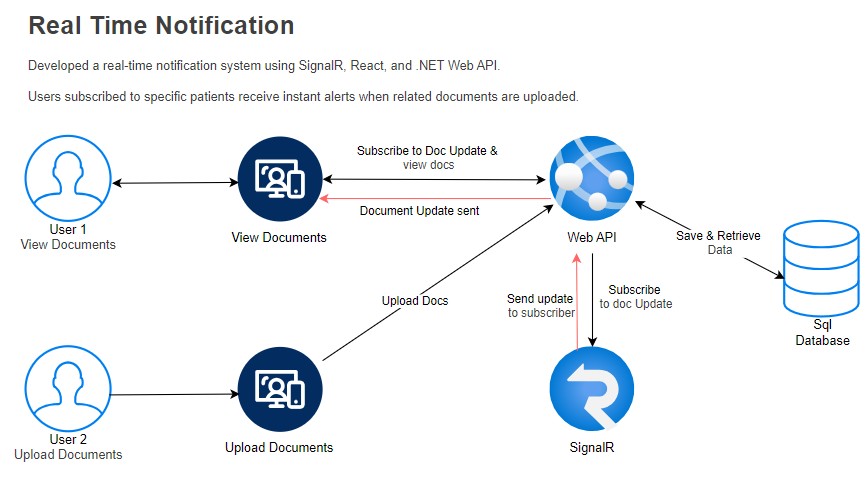 Real Time Notification
Developed a real-time notification system using SignalR, React, and .NET Web API.
Users subscribed to specific patients receive instant alerts when related documents are uploaded.
Subscribe to Doc Update &
view docs
Document Update sent
User 1
View Documents
View Documents
Web API
Save & Retrieve
Data
Upload Docs
Send update
to subscriber
Subscribe
to doc Update
Sql
Database
User 2
Upload Documents
Upload Documents
SignalR